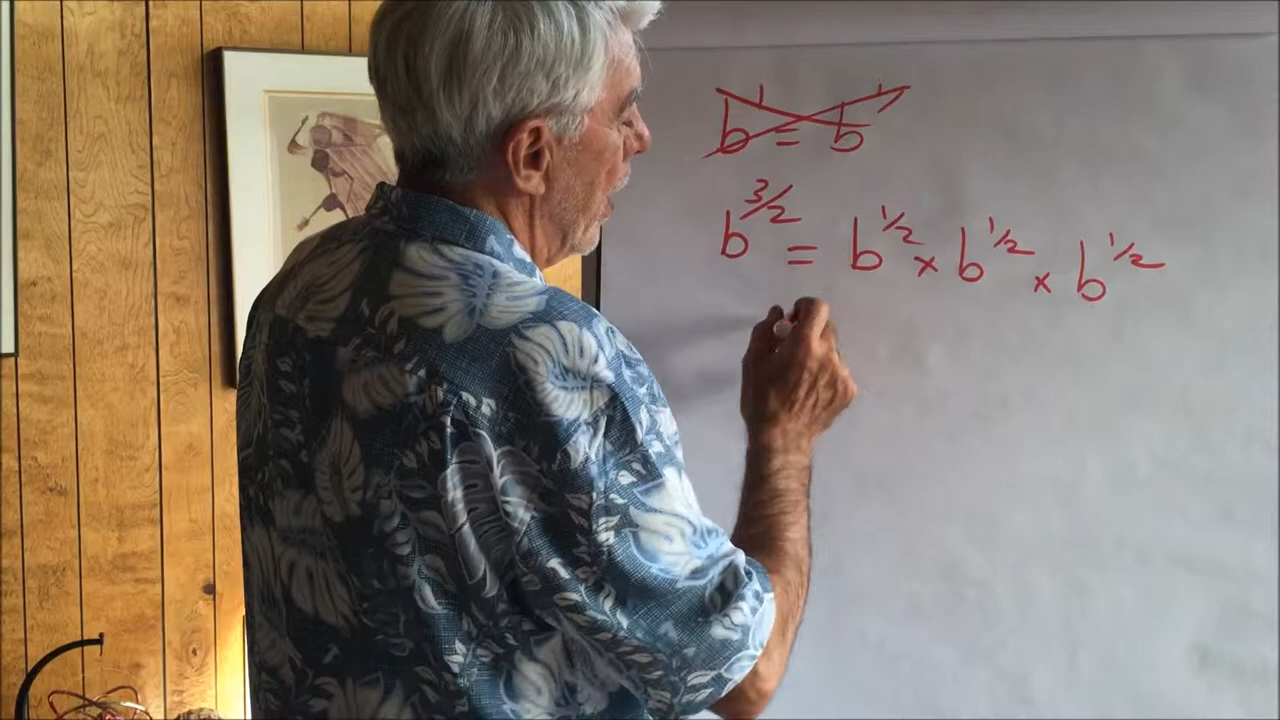 b¹ = b¹
b^3/2 = b^1/2 × b^1/2 × b^1/2